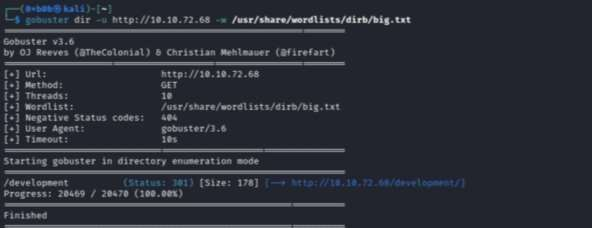 (0×b0b㉿kali)-[~]
$ gobuster dir -u http://10.10.72.68 -w /usr/share/wordlists/dirb/big.txt
Gobuster v3.6
by OJ Reeves (@TheColonial) & Christian Mehlmauer (@firefart)
[+] Url: http://10.10.72.68
[+] Method: GET
[+] Threads: 10
[+] Wordlist: /usr/share/wordlists/dirb/big.txt
[+] Negative Status codes: 404
[+] User Agent: gobuster/3.6
[+] Timeout: 10s
Starting gobuster in directory enumeration mode
/development (Status: 301) [Size: 178] [--> http://10.10.72.68/development/]
Progress: 20469 / 20470 (100.00%)
Finished